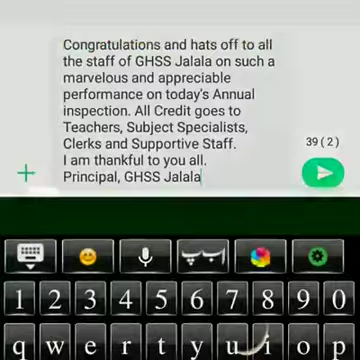 Congratulations and hats off to all
the staff of GHSS Jalala on such a
marvelous and appreciable
performance on today's Annual
inspection. All Credit goes to
Teachers, Subject Specialists,
Clerks and Supportive Staff.
I am thankful to you all.
Principal, GHSS Jalala
39 ( 2 )
اب پ
1 2 3 4 5 6 7 8 9 0
q w e r t y u i o p